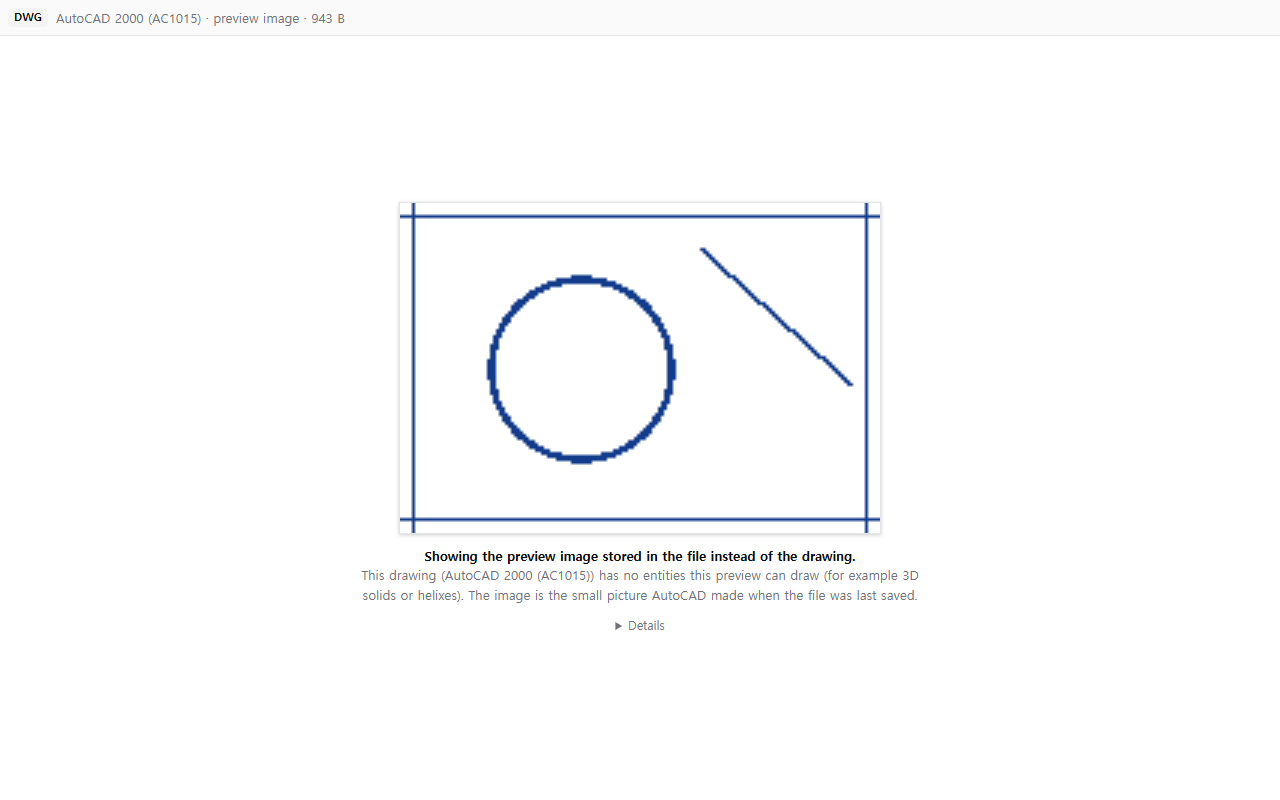 DWG AutoCAD 2000 (AC1015) · preview image · 943 B
Showing the preview image stored in the file instead of the drawing.
This drawing (AutoCAD 2000 (AC1015)) has no entities this preview can draw (for example 3D
solids or helixes). The image is the small picture AutoCAD made when the file was last saved.
▶ Details